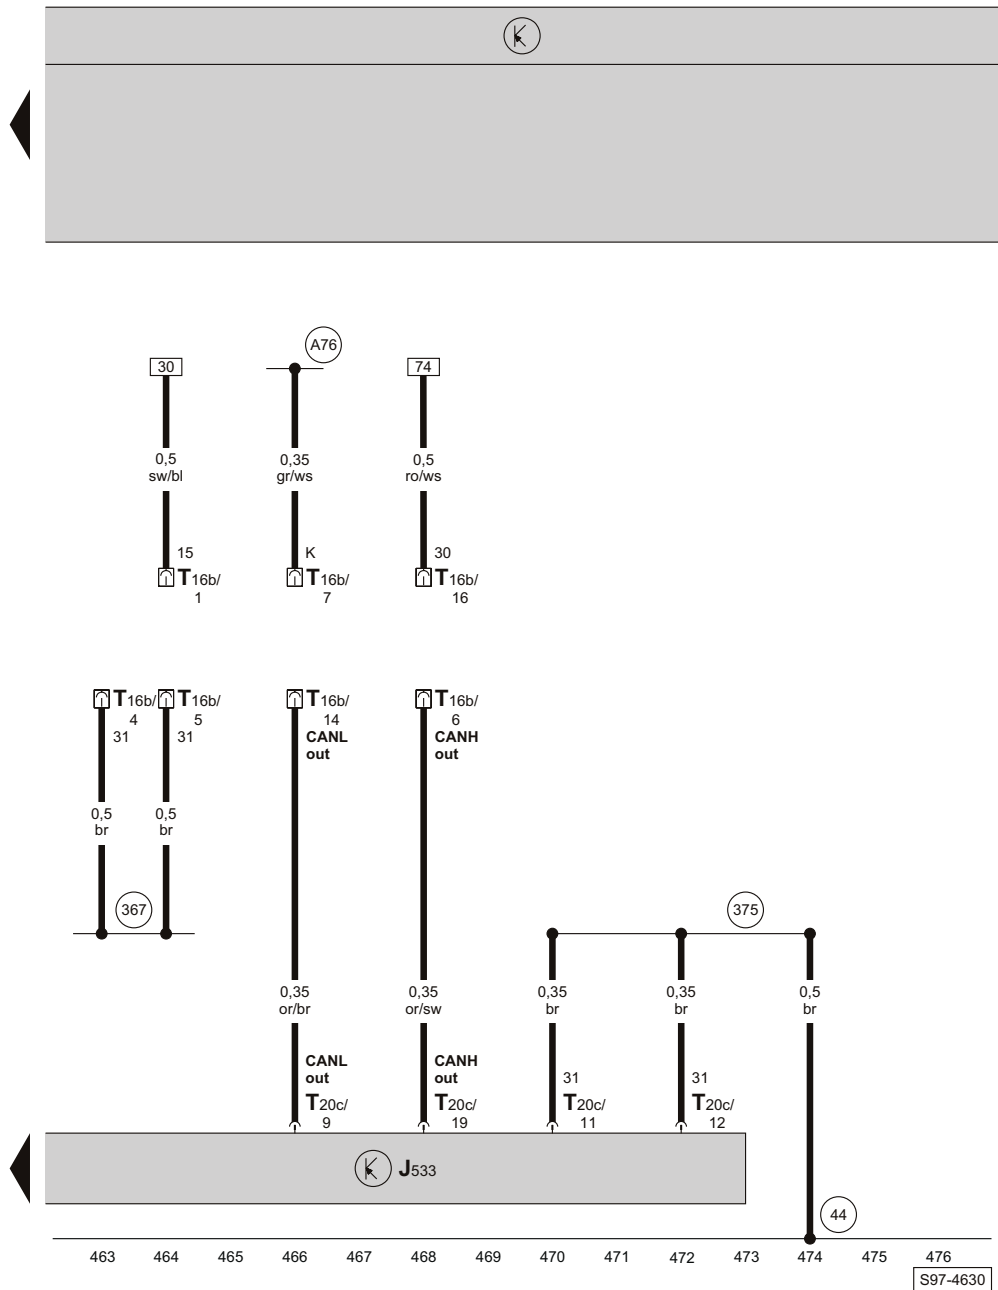 A76
30
74
0,5
sw/bl
0,35
gr/ws
0,5
ro/ws
15
T16b/
1
K
T16b/
7
30
T16b/
16
T16b/
4
31
T16b/
5
31
T16b/
14
CANL
out
T16b/
6
CANH
out
0,5
br
0,5
br
367
375
0,35
or/br
0,35
or/sw
0,35
br
0,35
br
0,5
br
CANL
out
T20c/
9
CANH
out
T20c/
19
31
T20c/
11
31
T20c/
12
J533
44
463 464 465 466 467 468 469 470 471 472 473 474 475 476
S97-4630